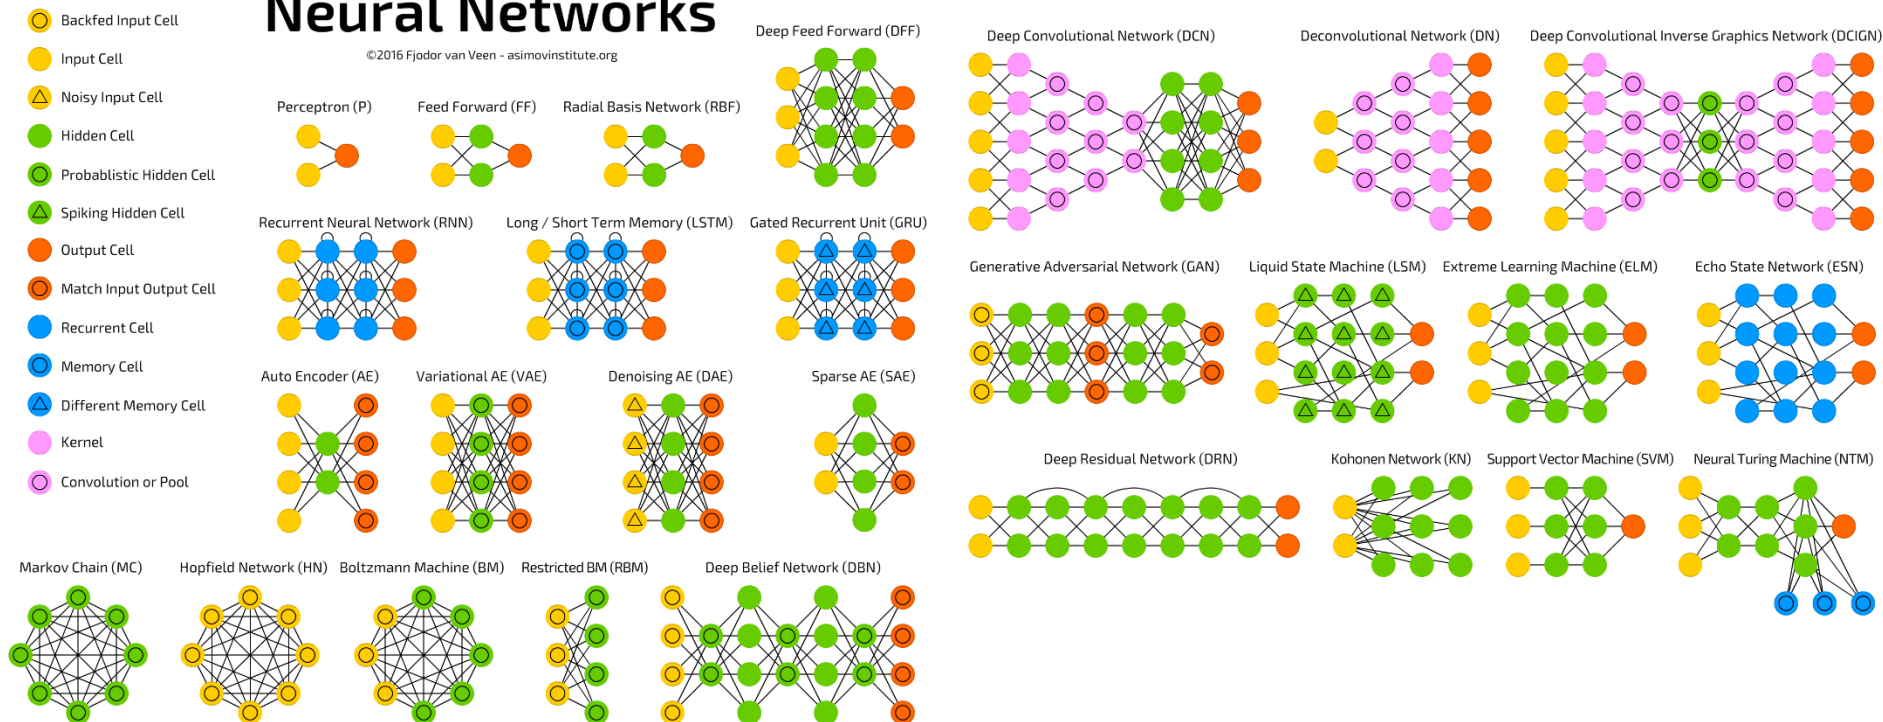 Neural Networks
©2016 Fjodor van Veen - asimovinstitute.org
Backfed Input Cell
Input Cell
Noisy Input Cell
Hidden Cell
Probablistic Hidden Cell
Spiking Hidden Cell
Output Cell
Match Input Output Cell
Recurrent Cell
Memory Cell
Different Memory Cell
Kernel
Convolution or Pool
Deep Feed Forward (DFF)
Perceptron (P)
Feed Forward (FF)
Radial Basis Network (RBF)
Recurrent Neural Network (RNN)
Long / Short Term Memory (LSTM)
Gated Recurrent Unit (GRU)
Auto Encoder (AE)
Variational AE (VAE)
Denoising AE (DAE)
Sparse AE (SAE)
Markov Chain (MC)
Hopfield Network (HN)
Boltzmann Machine (BM)
Restricted BM (RBM)
Deep Belief Network (DBN)
Deep Convolutional Network (DCN)
Deconvolutional Network (DN)
Deep Convolutional Inverse Graphics Network (DCIGN)
Generative Adversarial Network (GAN)
Liquid State Machine (LSM)
Extreme Learning Machine (ELM)
Echo State Network (ESN)
Deep Residual Network (DRN)
Kohonen Network (KN)
Support Vector Machine (SVM)
Neural Turing Machine (NTM)